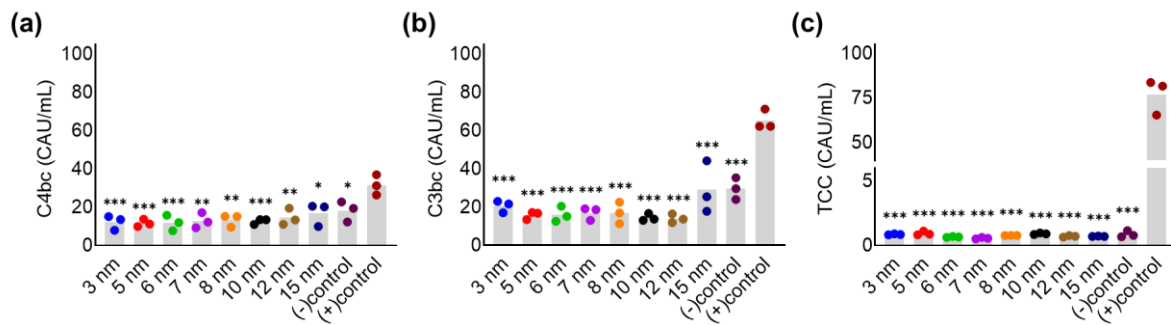 (a)
C4bc (CAU/mL)
100
80
60
40
20
0
*** *** *** ** ** *** ** * *
3 nm
5 nm
6 nm
7 nm
8 nm
10 nm
12 nm
15 nm
(-)control
(+)control
(b)
C3bc (CAU/mL)
100
80
60
40
20
0
*** *** *** *** *** *** *** *** ***
3 nm
5 nm
6 nm
7 nm
8 nm
10 nm
12 nm
15 nm
(-)control
(+)control
(c)
TCC (CAU/mL)
100
75
50
5
0
*** *** *** *** *** *** *** *** ***
3 nm
5 nm
6 nm
7 nm
8 nm
10 nm
12 nm
15 nm
(-)control
(+)control